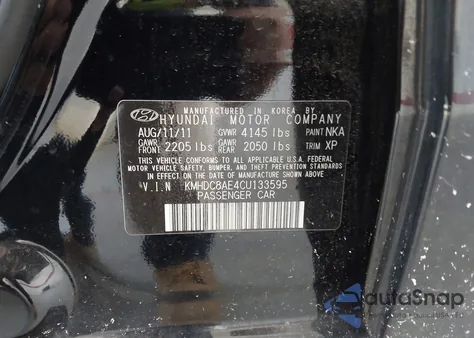 MANUFACTURED IN KOREA BY
HYUNDAI MOTOR COMPANY
AUG/11/11 GVWR 4145 lbs PAINT NKA
GAWR FRONT 2205 lbs GAWR REAR 2050 lbs TRIM XP
THIS VEHICLE CONFORMS TO ALL APPLICABLE FEDERAL
MOTOR VEHICLE SAFETY, BUMPER, AND THEFT PREVENTION
STANDARDS IN EFFECT ON THE DATE OF MANUFACTURE
SHOWN ABOVE.
V.I.N KMHDC8AE4CU133595
PASSENGER CAR
autoSnap